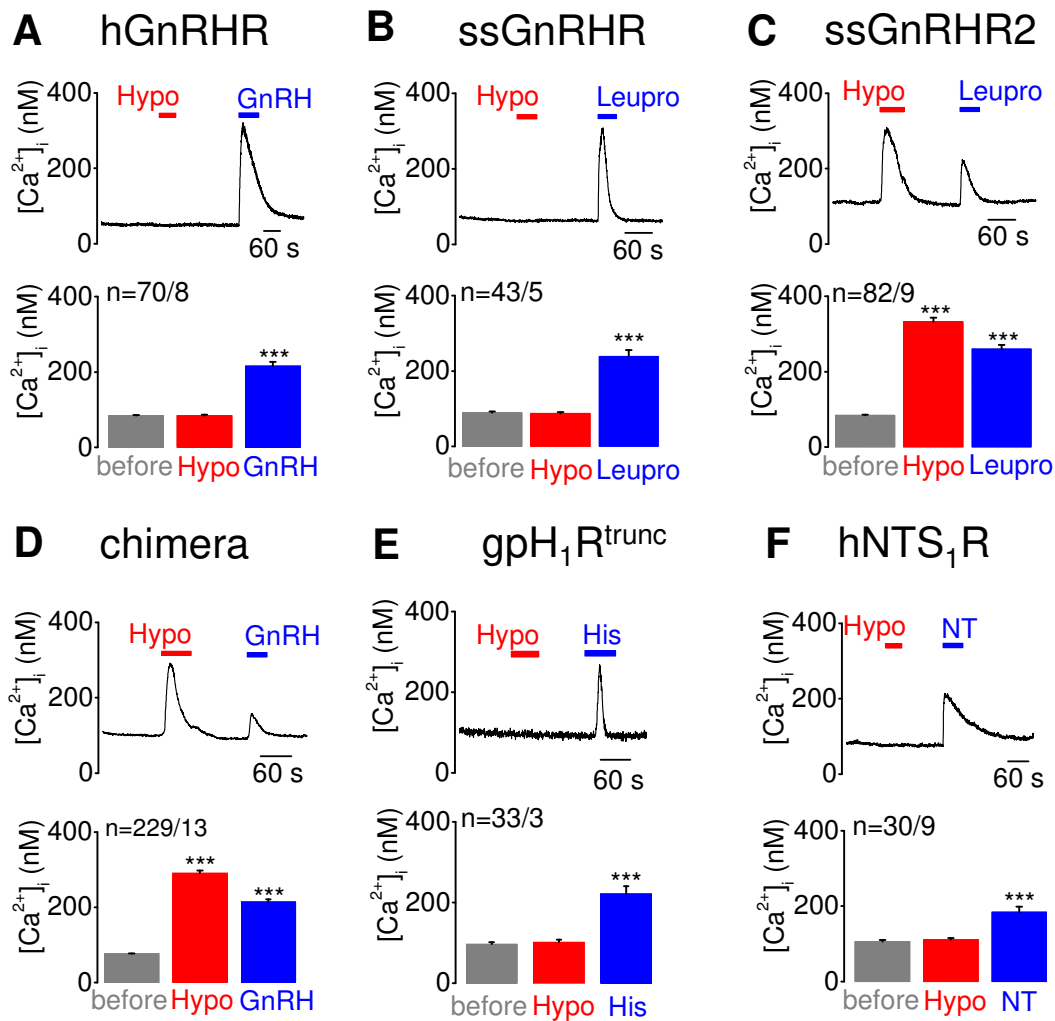 A hGnRHR
[Ca²⁺]ᵢ (nM)
400
200
0
Hypo
GnRH
60 s
[Ca²⁺]ᵢ (nM)
400
200
0
n=70/8
***
before Hypo GnRH
B ssGnRHR
[Ca²⁺]ᵢ (nM)
400
200
0
Hypo
Leupro
60 s
[Ca²⁺]ᵢ (nM)
400
200
0
n=43/5
***
before Hypo Leupro
C ssGnRHR2
[Ca²⁺]ᵢ (nM)
400
200
0
Hypo
Leupro
60 s
[Ca²⁺]ᵢ (nM)
400
200
0
n=82/9
***
***
before Hypo Leupro
D chimera
[Ca²⁺]ᵢ (nM)
400
200
0
Hypo
GnRH
60 s
[Ca²⁺]ᵢ (nM)
400
200
0
n=229/13
***
***
before Hypo GnRH
E gpH₁Rᵗʳᵘⁿᶜ
[Ca²⁺]ᵢ (nM)
400
200
0
Hypo
His
60 s
[Ca²⁺]ᵢ (nM)
400
200
0
n=33/3
***
before Hypo His
F hNTS₁R
[Ca²⁺]ᵢ (nM)
400
200
0
Hypo
NT
60 s
[Ca²⁺]ᵢ (nM)
400
200
0
n=30/9
***
before Hypo NT